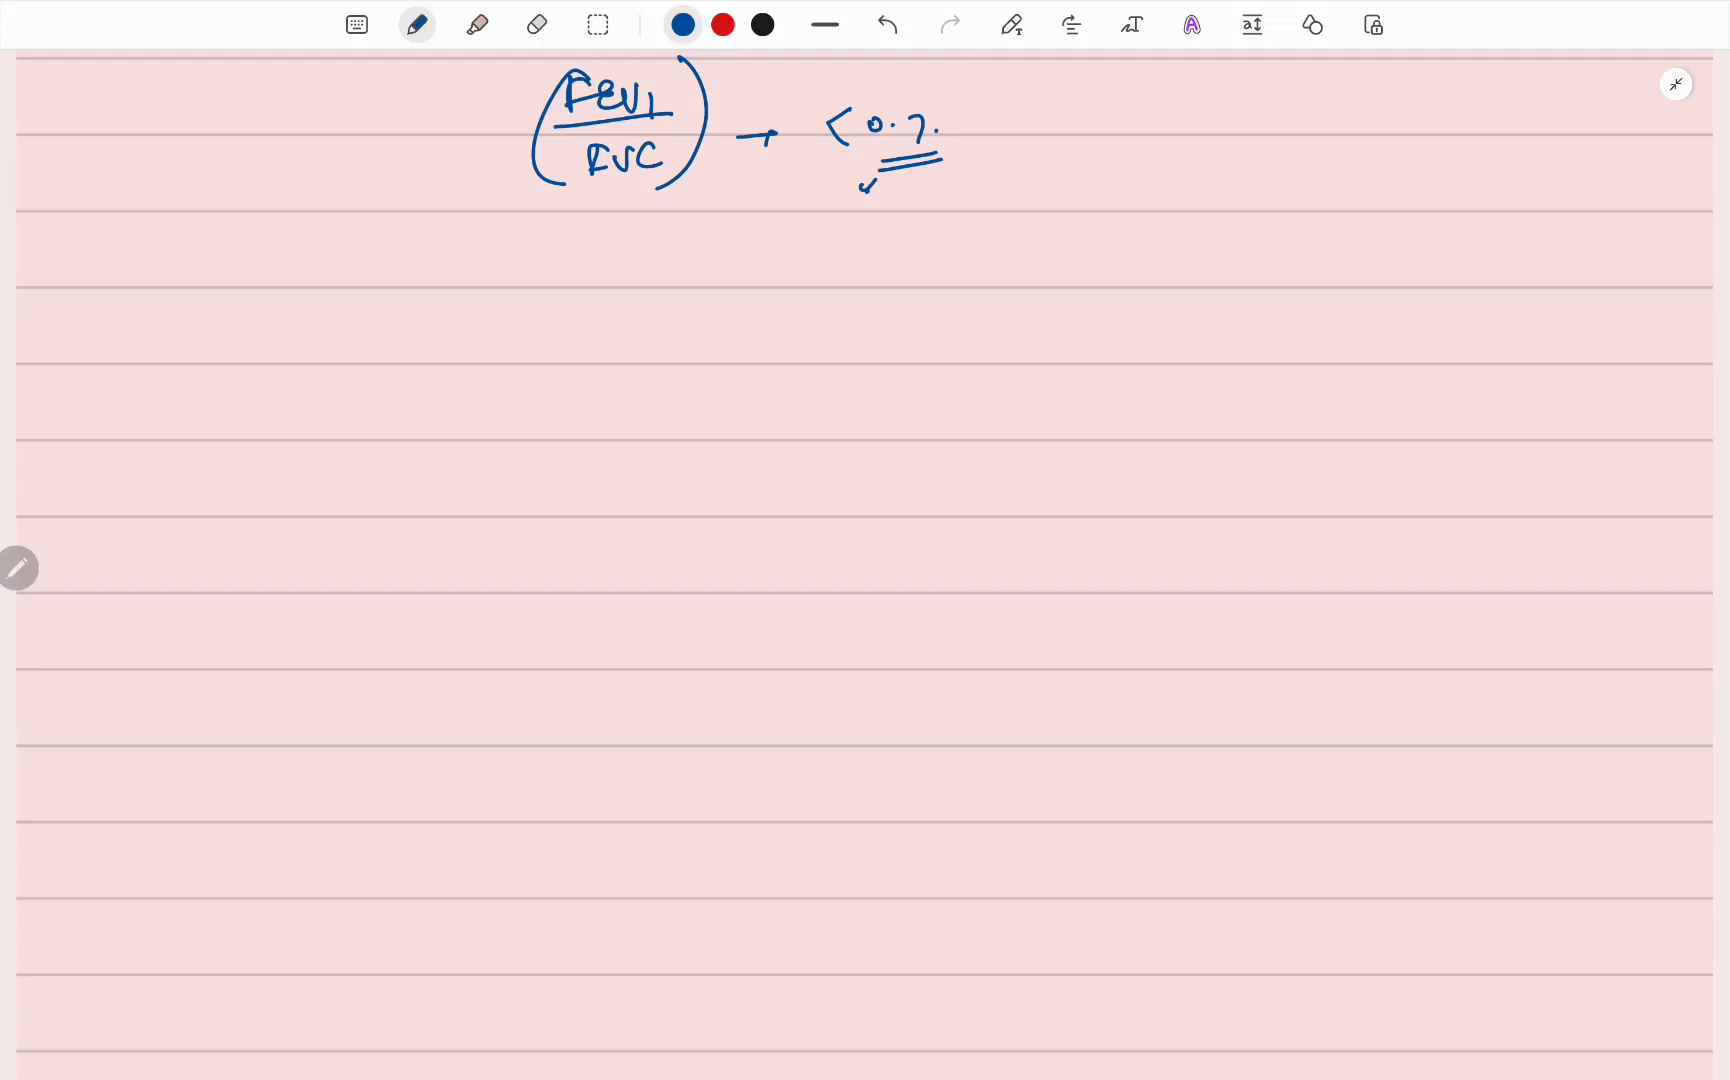 (FEV1 / FVC) → < 0.7.